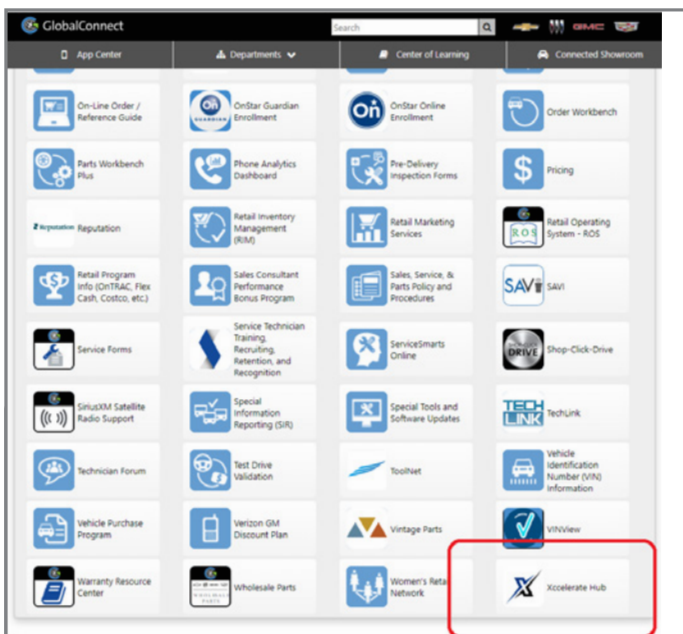 GlobalConnect
Search
GMC
App Center
Departments
Center of Learning
Connected Showroom
On-Line Order /
Reference Guide
On
GUARDIAN
OnStar Guardian
Enrollment
On
OnStar Online
Enrollment
Order Workbench
Parts Workbench
Plus
Phone Analytics
Dashboard
Pre-Delivery
Inspection Forms
$
Pricing
Reputation
Reputation
Retail Inventory
Management
(RIM)
Retail Marketing
Services
ROS
Retail Operating
System - ROS
Retail Program
Info (OnTRAC, Flex
Cash, Costco, etc.)
Sales Consultant
Performance
Bonus Program
Sales, Service, &
Parts Policy and
Procedures
SAVI
SAVI
Service Forms
Service Technician
Training,
Recruiting,
Retention, and
Recognition
ServiceSmarts
Online
DRIVE
Shop-Click-Drive
SiriusXM Satellite
Radio Support
Special
Information
Reporting (SIR)
Special Tools and
Software Updates
TECH
LINK
TechLink
Technician Forum
Test Drive
Validation
ToolNet
Vehicle
Identification
Number (VIN)
Information
Vehicle Purchase
Program
Verizon GM
Discount Plan
Vintage Parts
VINView
Warranty Resource
Center
Wholesale Parts
Women's Reta
Network
Xccelerate Hub